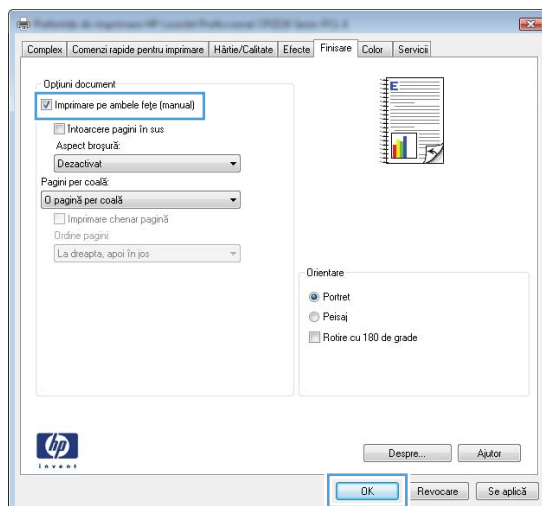 Complex Comenzi rapide pentru imprimare Hârtie/Calitate Efecte Finisare Color Servicii
Opţiuni document
Imprimare pe ambele feţe (manual)
Întoarcere pagini în sus
Aspect broşură:
Dezactivat
Pagini per coală:
O pagină per coală
Imprimare chenar pagină
Ordine pagini:
La dreapta, apoi în jos
E
Orientare
Portret
Peisaj
Rotire cu 180 de grade
hp
invent
Despre... Ajutor
OK Revocare Se aplică